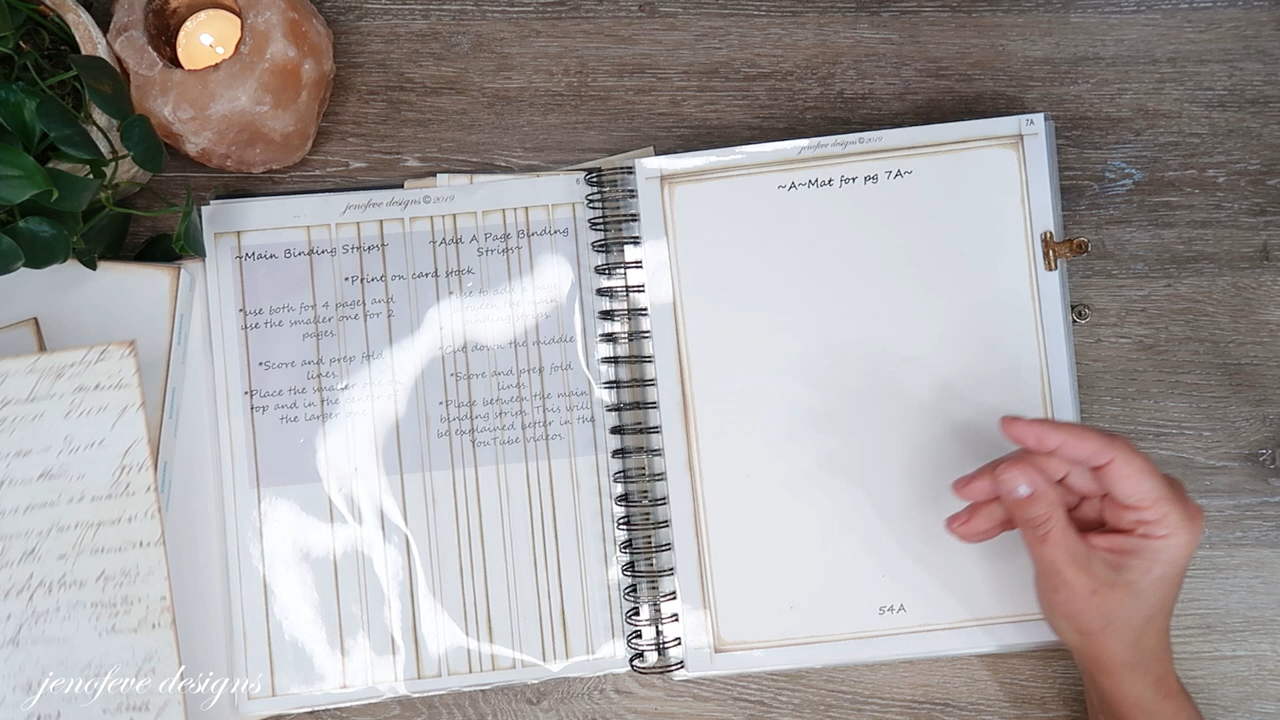 jenofeve designs © 2019
6
~Main Binding Strips~
*Print on card stock
*use both for 4 pages and
use the smaller one for 2
pages.
*Score and prep fold
lines.
*Place the smaller one on
top and in the center of
the larger one.
~Add A Page Binding
Strips~
*use to add
between the main
binding strips.
*Cut down the middle
*Score and prep fold
lines.
*Place between the main
binding strips. This will
be explained better in the
YouTube videos.
jenofeve designs © 2019
7A
~A~Mat for pg 7A~
54A
jenofeve designs